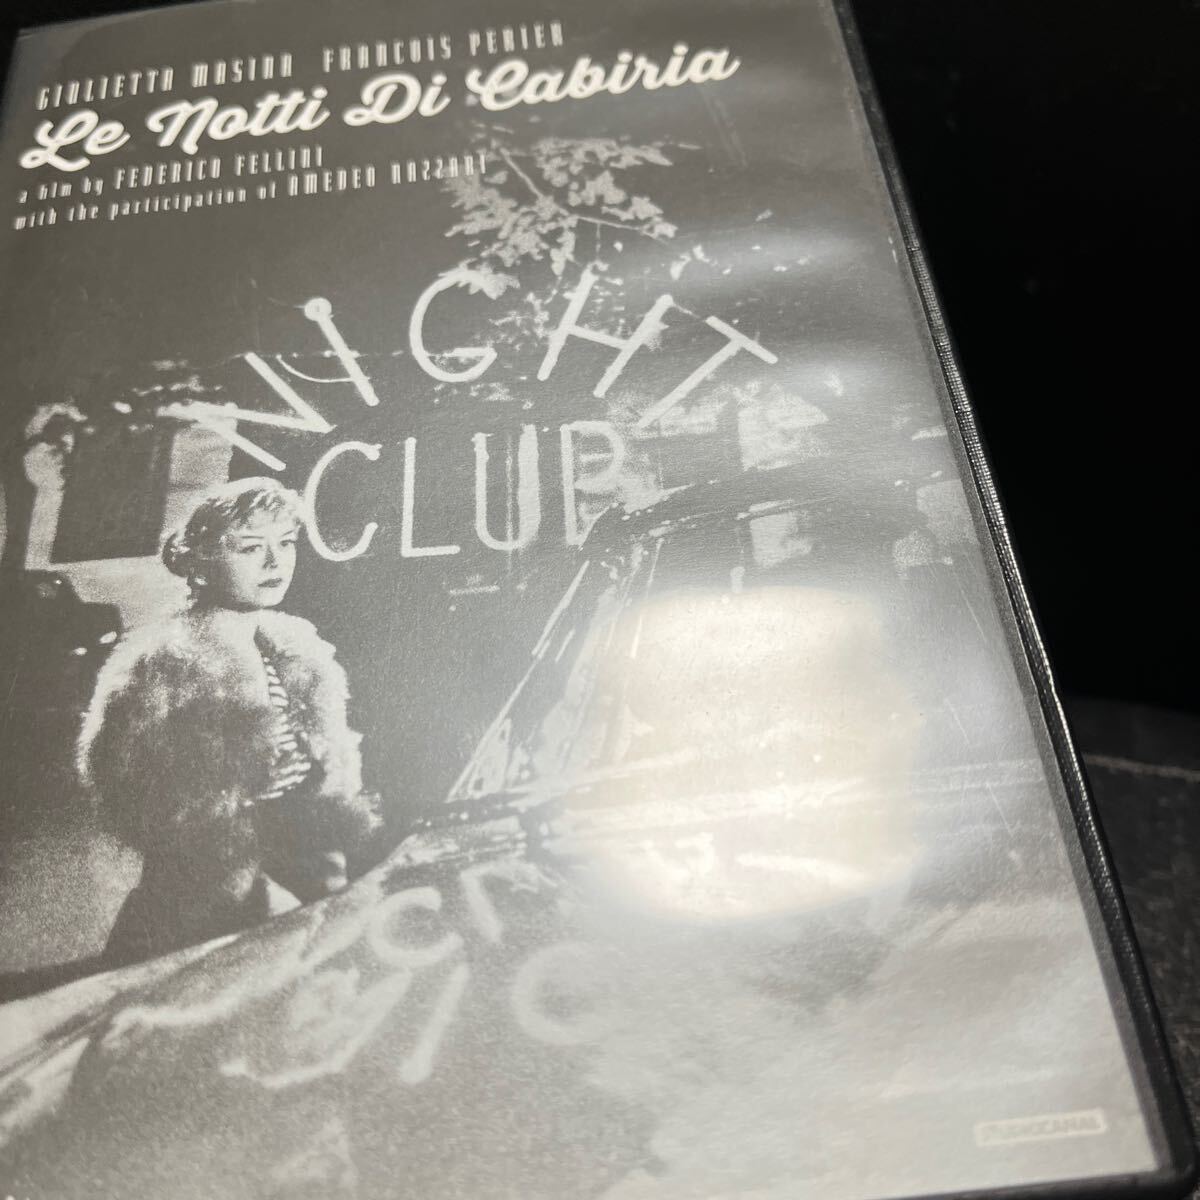 GIULIETTA MASINA FRANCOIS PERIER
Le Notti Di Cabiria
a film by FEDERICO FELLINI
with the participation of AMEDEO NAZZARI
NIGHT
CLUB
STUDIOCANAL